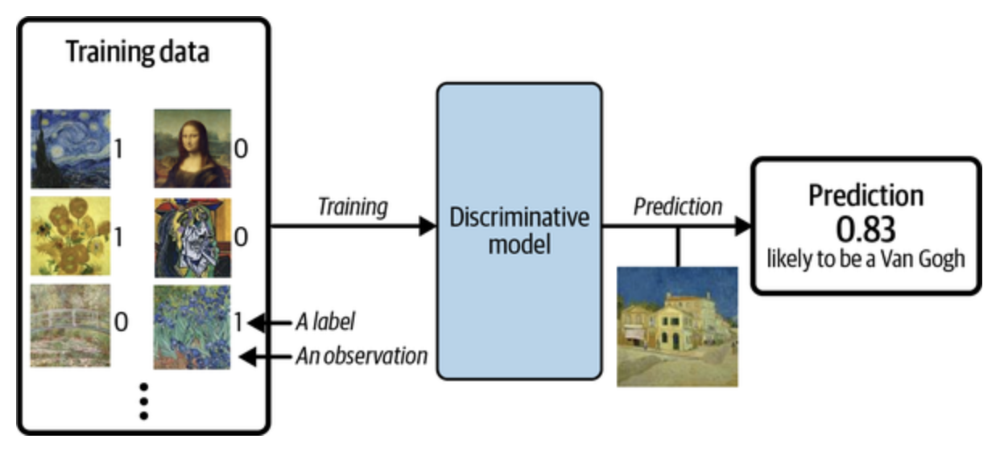 Training data
1
0
1
0
0
1
A label
An observation
Training
Discriminative
model
Prediction
Prediction
0.83
likely to be a Van Gogh